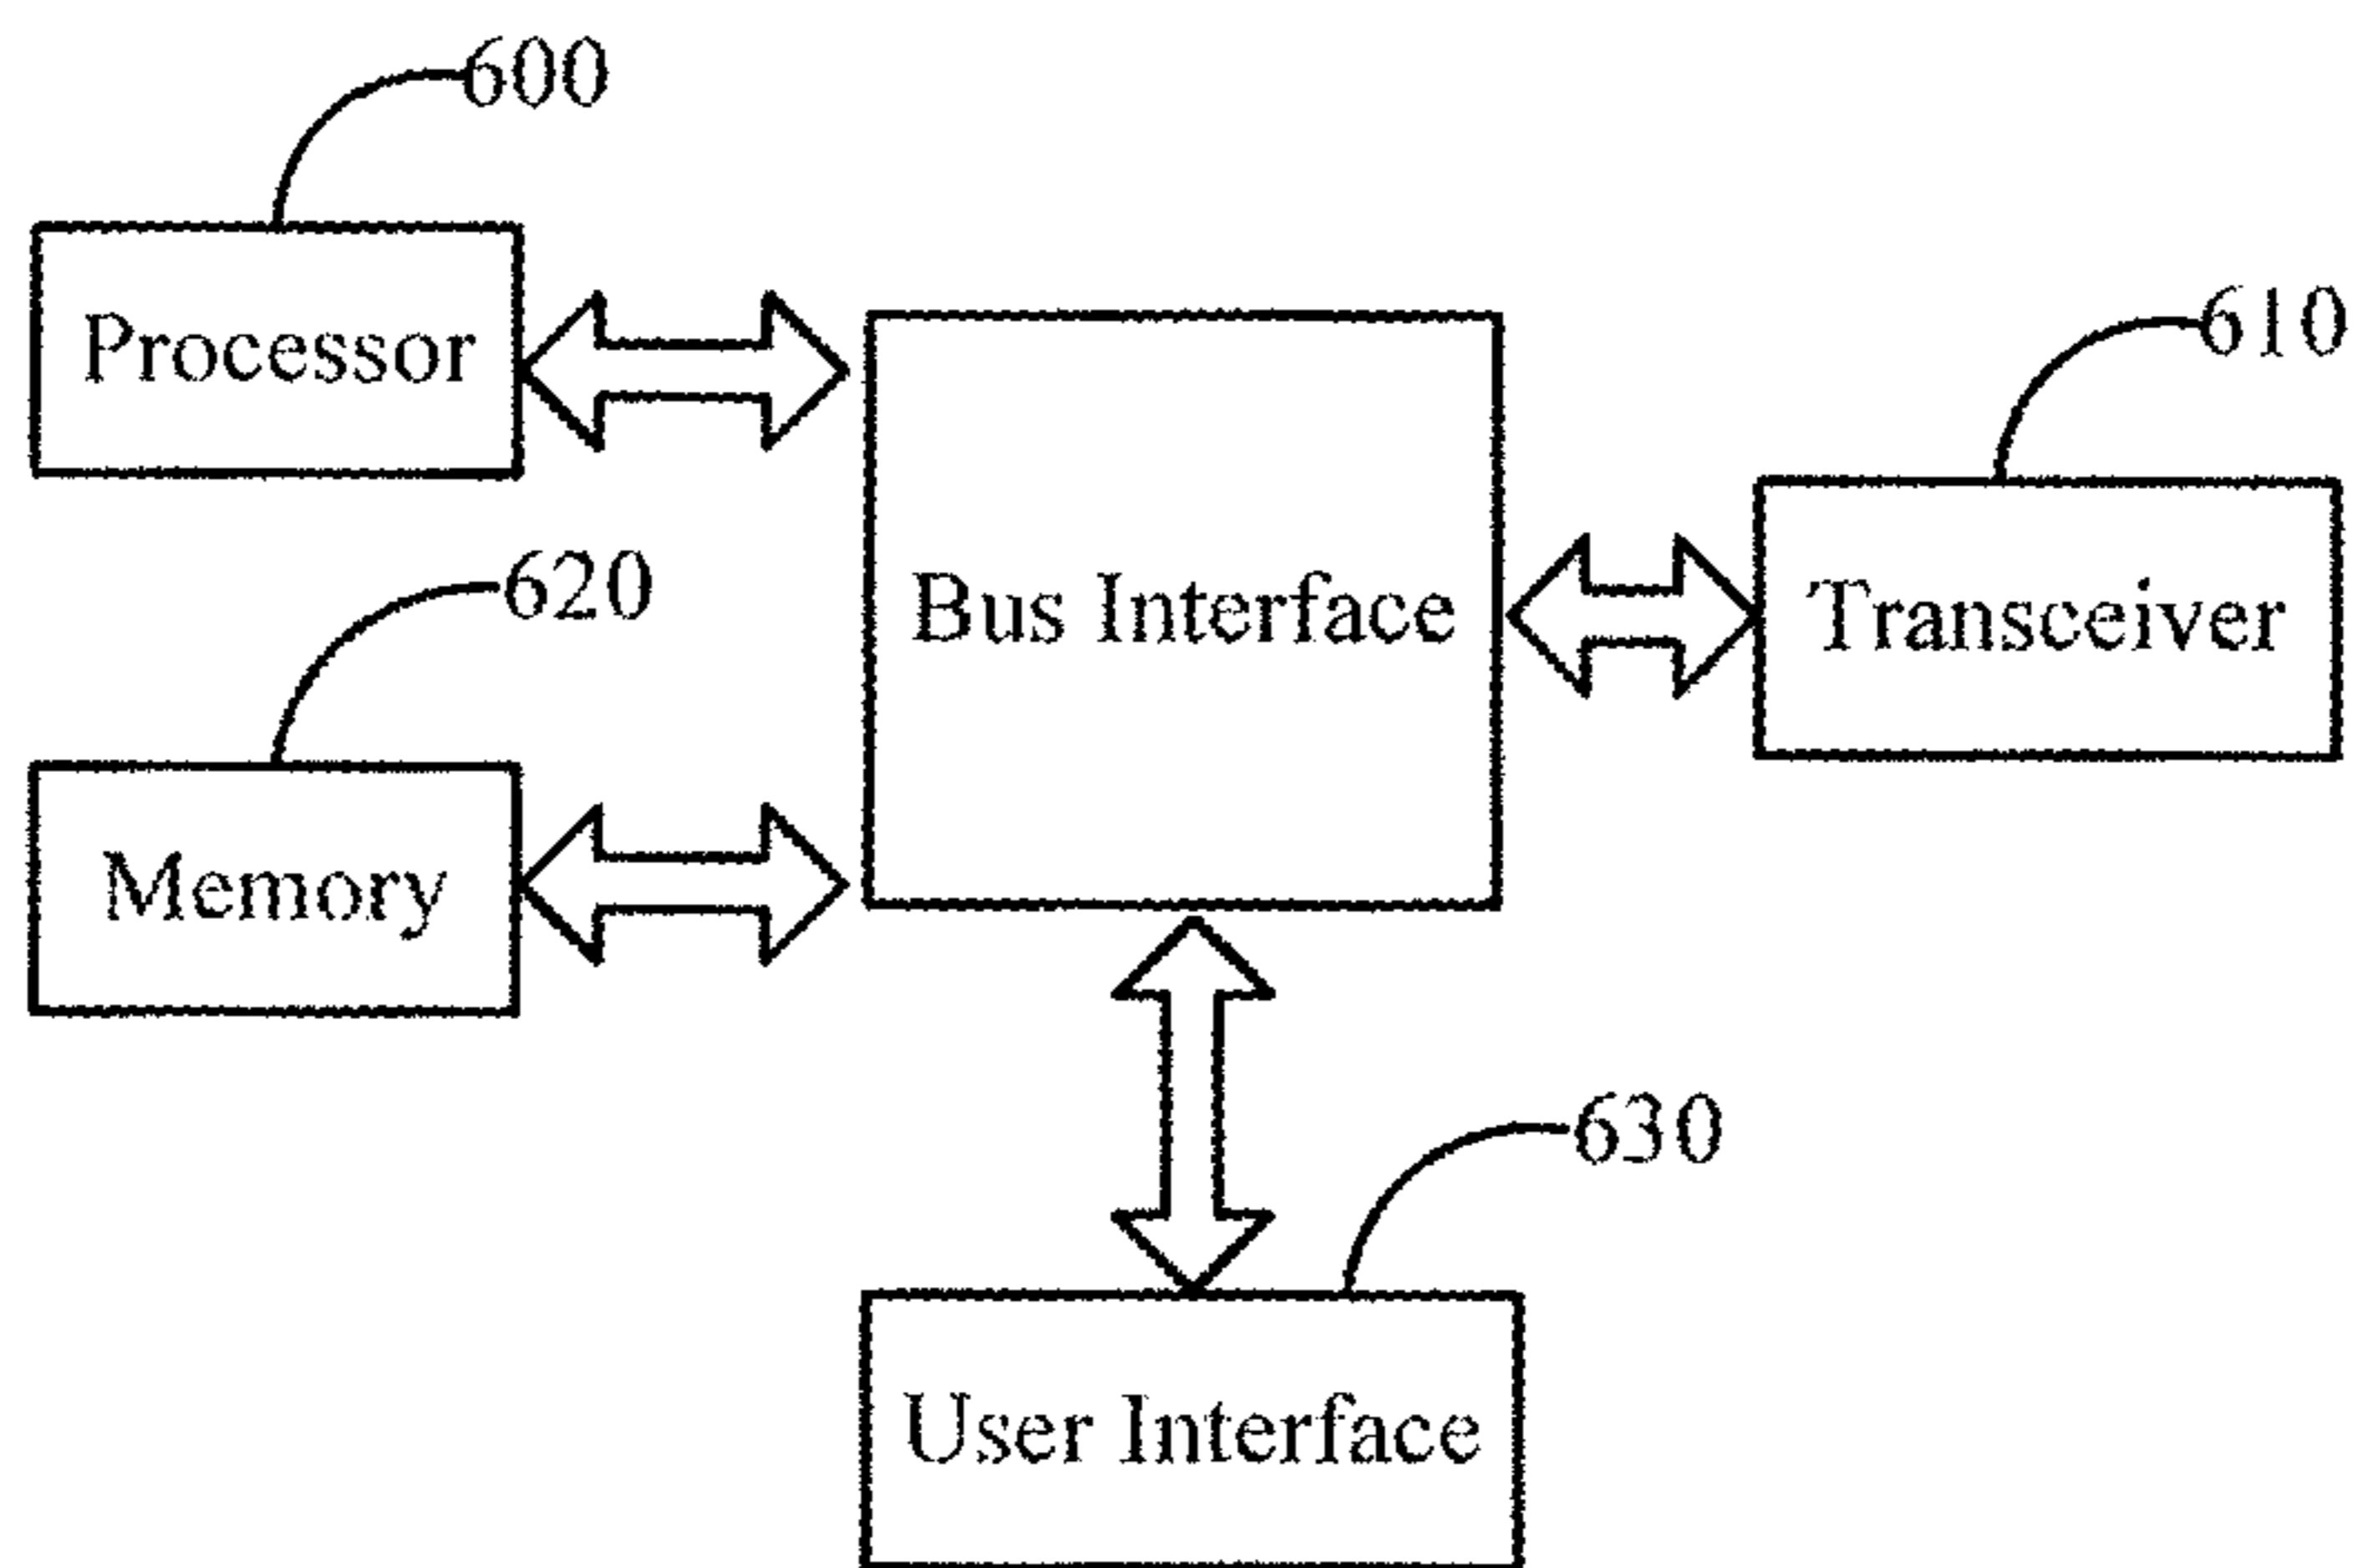 600
Processor
610
620
Bus Interface
Transceiver
Memory
630
User Interface